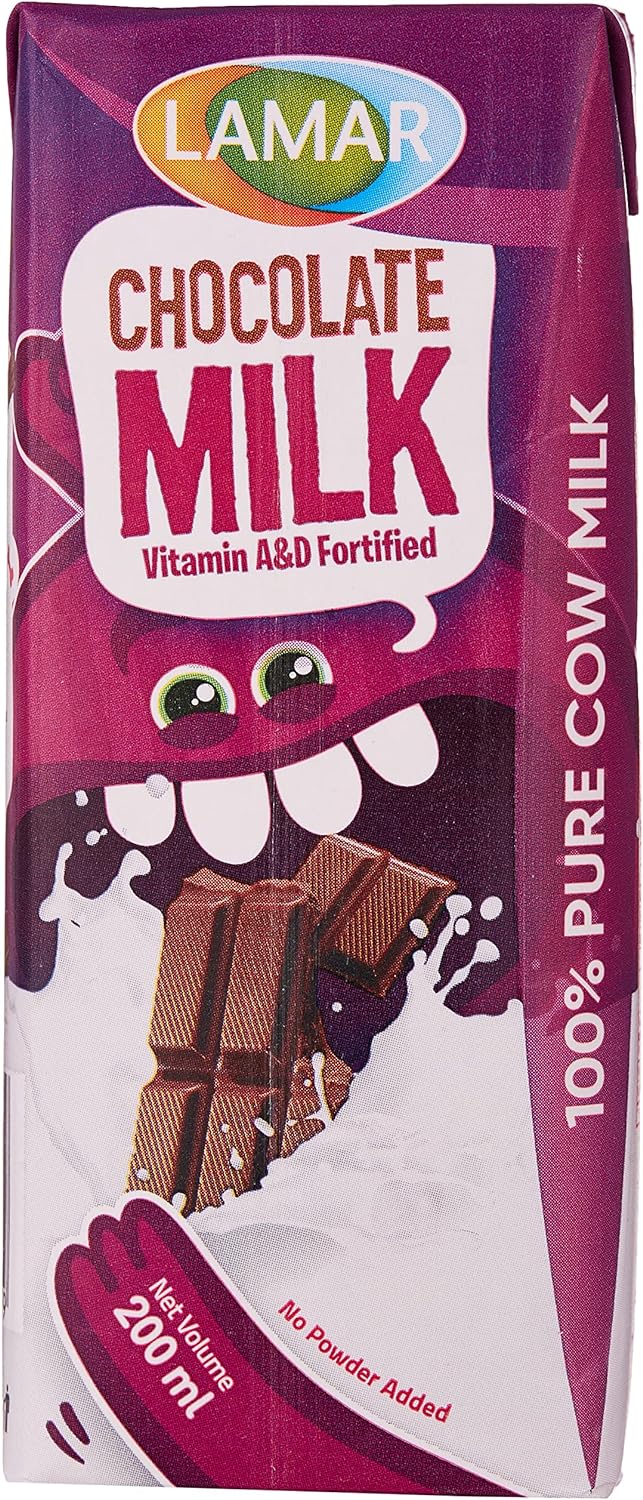 LAMAR
CHOCOLATE
MILK
Vitamin A&D Fortified
100% PURE COW MILK
Net Volume
200 ml
No Powder Added